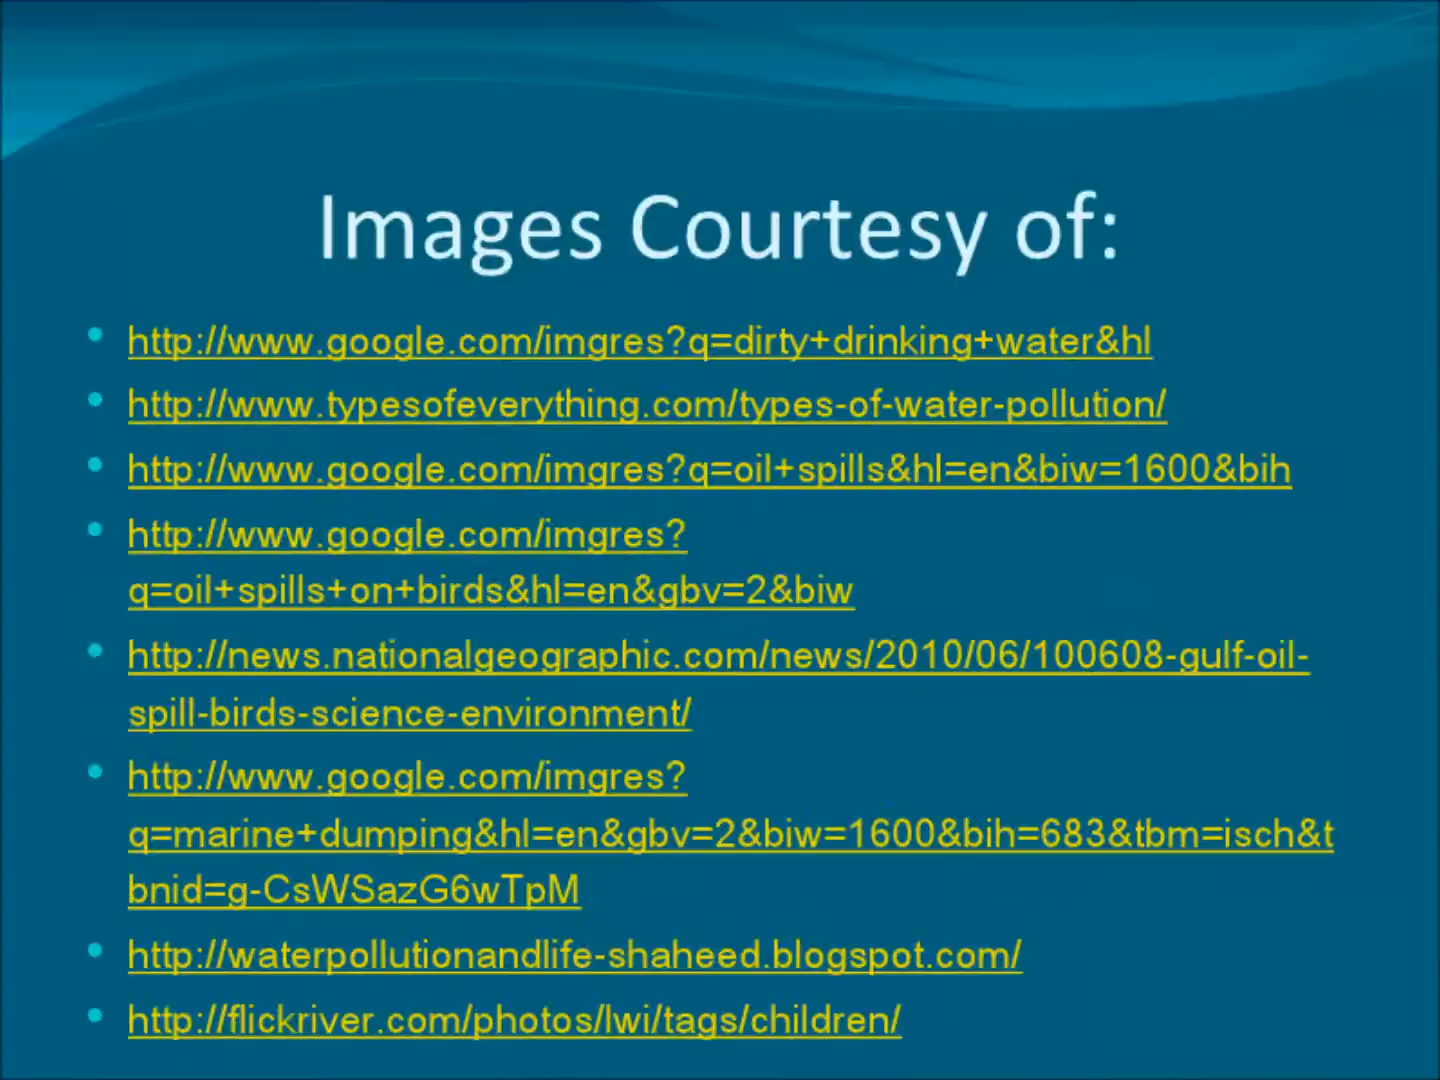 Images Courtesy of:
• http://www.google.com/imgres?q=dirty+drinking+water&hl
• http://www.typesofeverything.com/types-of-water-pollution/
• http://www.google.com/imgres?q=oil+spills&hl=en&biw=1600&bih
• http://www.google.com/imgres?
q=oil+spills+on+birds&hl=en&gbv=2&biw
• http://news.nationalgeographic.com/news/2010/06/100608-gulf-oil-
spill-birds-science-environment/
• http://www.google.com/imgres?
q=marine+dumping&hl=en&gbv=2&biw=1600&bih=683&tbm=isch&t
bnid=g-CsWSazG6wTpM
• http://waterpollutionandlife-shaheed.blogspot.com/
• http://flickriver.com/photos/lwi/tags/children/